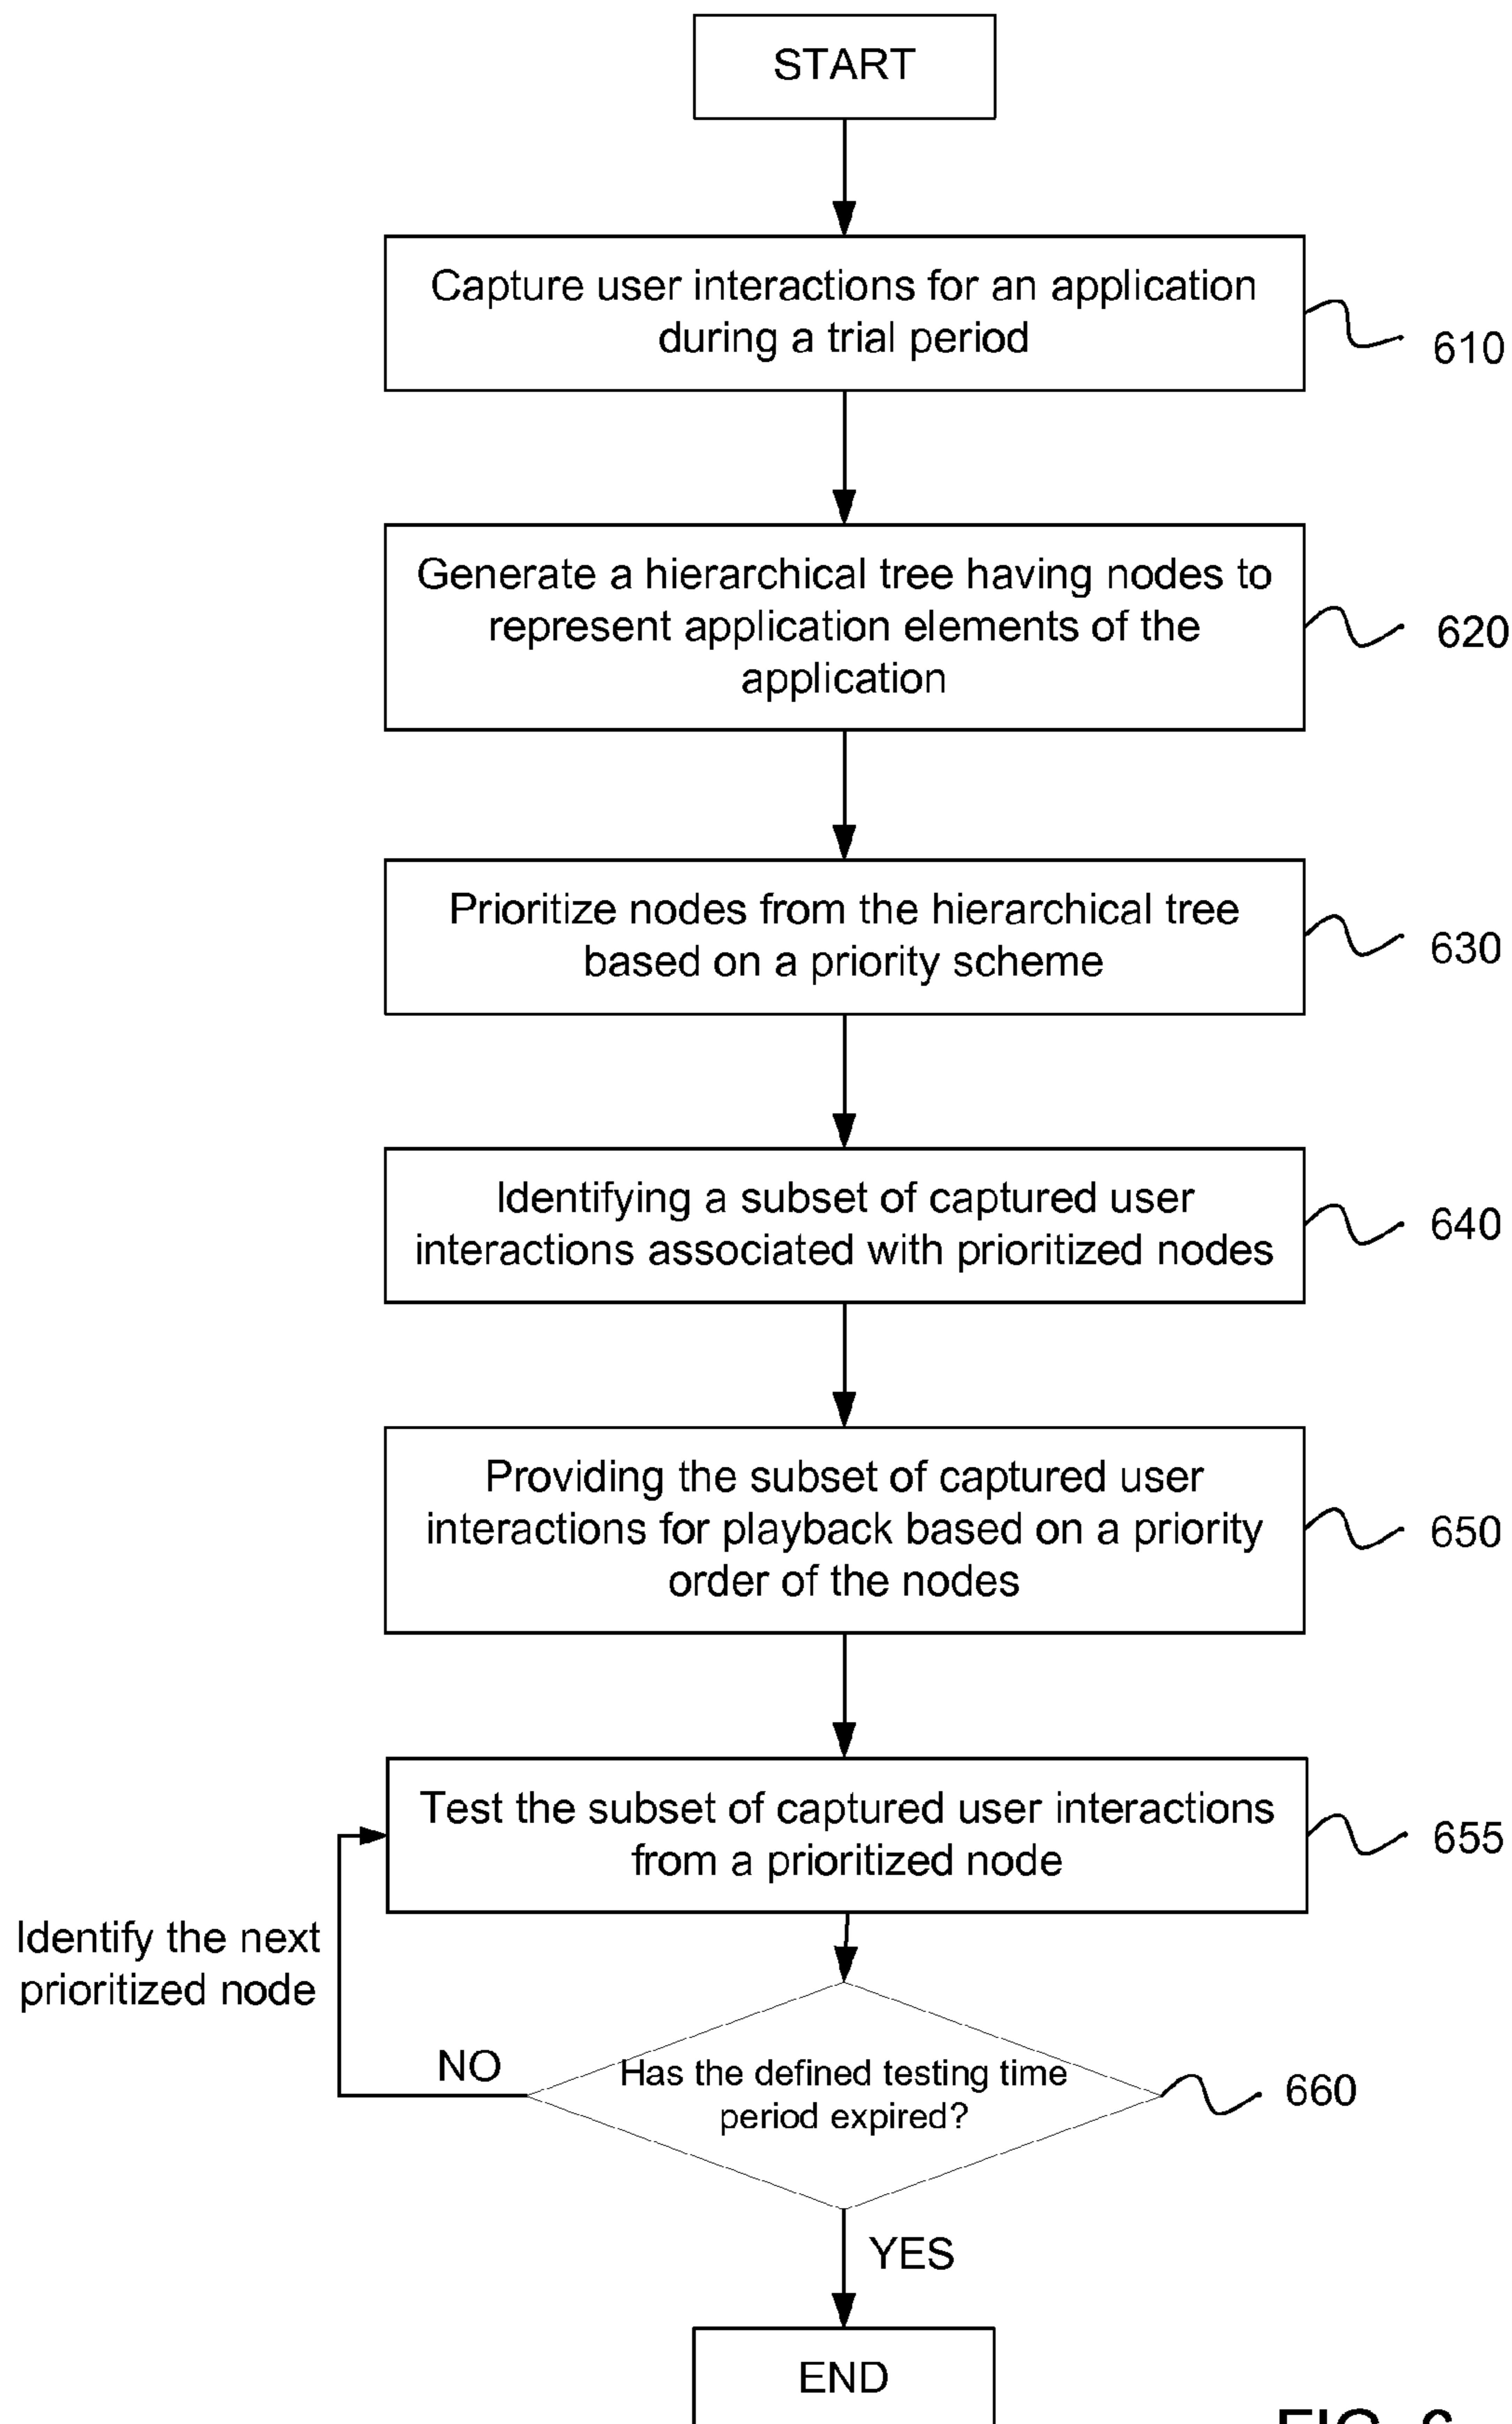 START
Capture user interactions for an application
during a trial period
610
Generate a hierarchical tree having nodes to
represent application elements of the
application
620
Prioritize nodes from the hierarchical tree
based on a priority scheme
630
Identifying a subset of captured user
interactions associated with prioritized nodes
640
Providing the subset of captured user
interactions for playback based on a priority
order of the nodes
650
Test the subset of captured user interactions
from a prioritized node
655
Identify the next
prioritized node
NO
Has the defined testing time
period expired?
660
YES
END